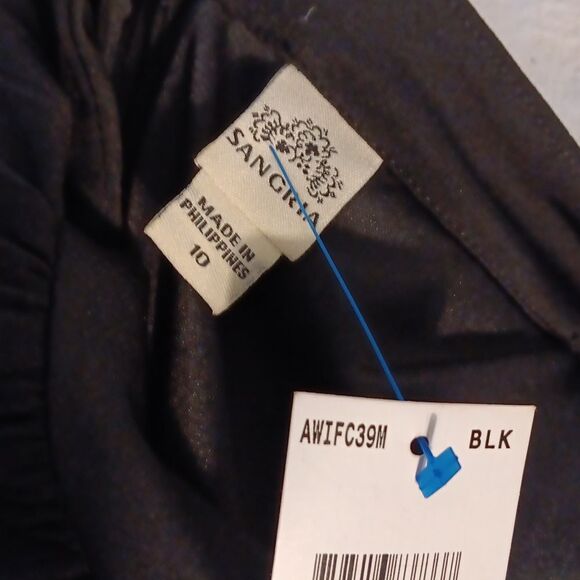 SANGRIA
MADE IN
PHILIPPINES
10
AWIFC39M
BLK